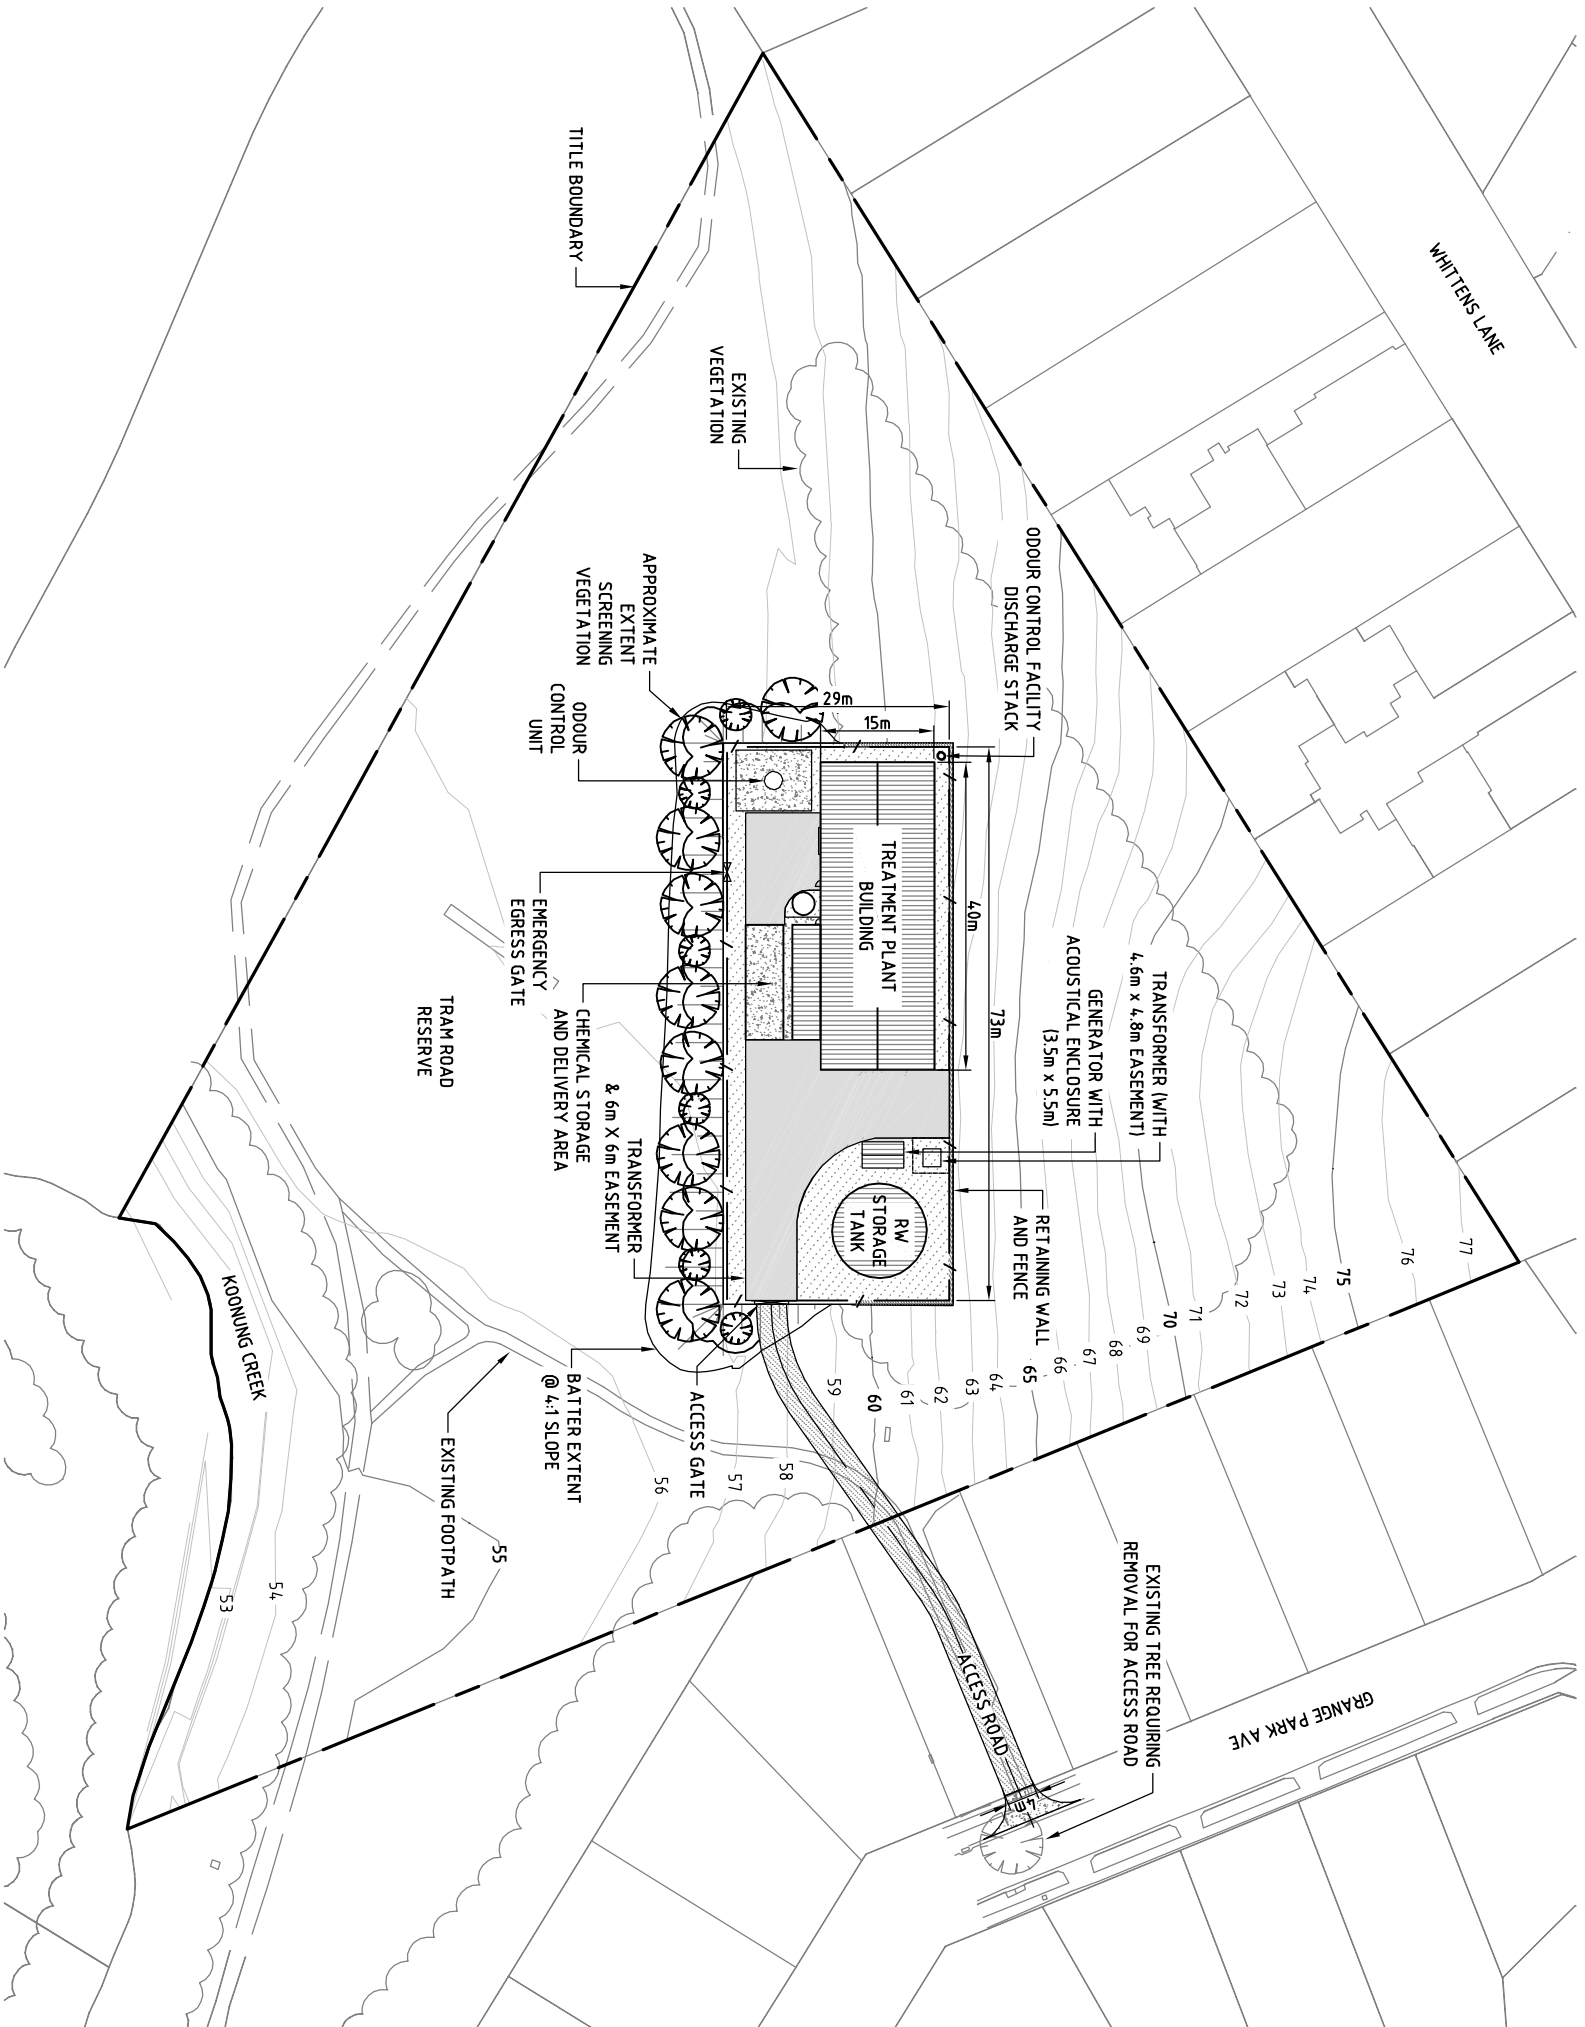 WHITTENS LANE
TITLE BOUNDARY
EXISTING
VEGETATION
ODOUR CONTROL FACILITY
DISCHARGE STACK
APPROXIMATE
EXTENT
SCREENING
VEGETATION
ODOUR
CONTROL
UNIT
29m
15m
40m
73m
TREATMENT PLANT
BUILDING
TRANSFORMER (WITH
4.6m x 4.8m EASEMENT)
GENERATOR WITH
ACOUSTICAL ENCLOSURE
(3.5m x 5.5m)
EMERGENCY
EGRESS GATE
CHEMICAL STORAGE
AND DELIVERY AREA
TRAM ROAD
RESERVE
TRANSFORMER
& 6m X 6m EASEMENT
RW
STORAGE
TANK
RETAINING WALL
AND FENCE
77
76
75
74
73
72
71
70
69
68
67
66
65
64
63
62
61
60
59
58
57
56
55
54
53
KOONUNG CREEK
BATTER EXTENT
@ 4:1 SLOPE
ACCESS GATE
EXISTING FOOTPATH
EXISTING TREE REQUIRING
REMOVAL FOR ACCESS ROAD
ACCESS ROAD
4m
GRANGE PARK AVE